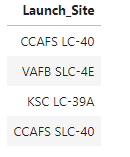 Launch_Site
CCAFS LC-40
VAFB SLC-4E
KSC LC-39A
CCAFS SLC-40